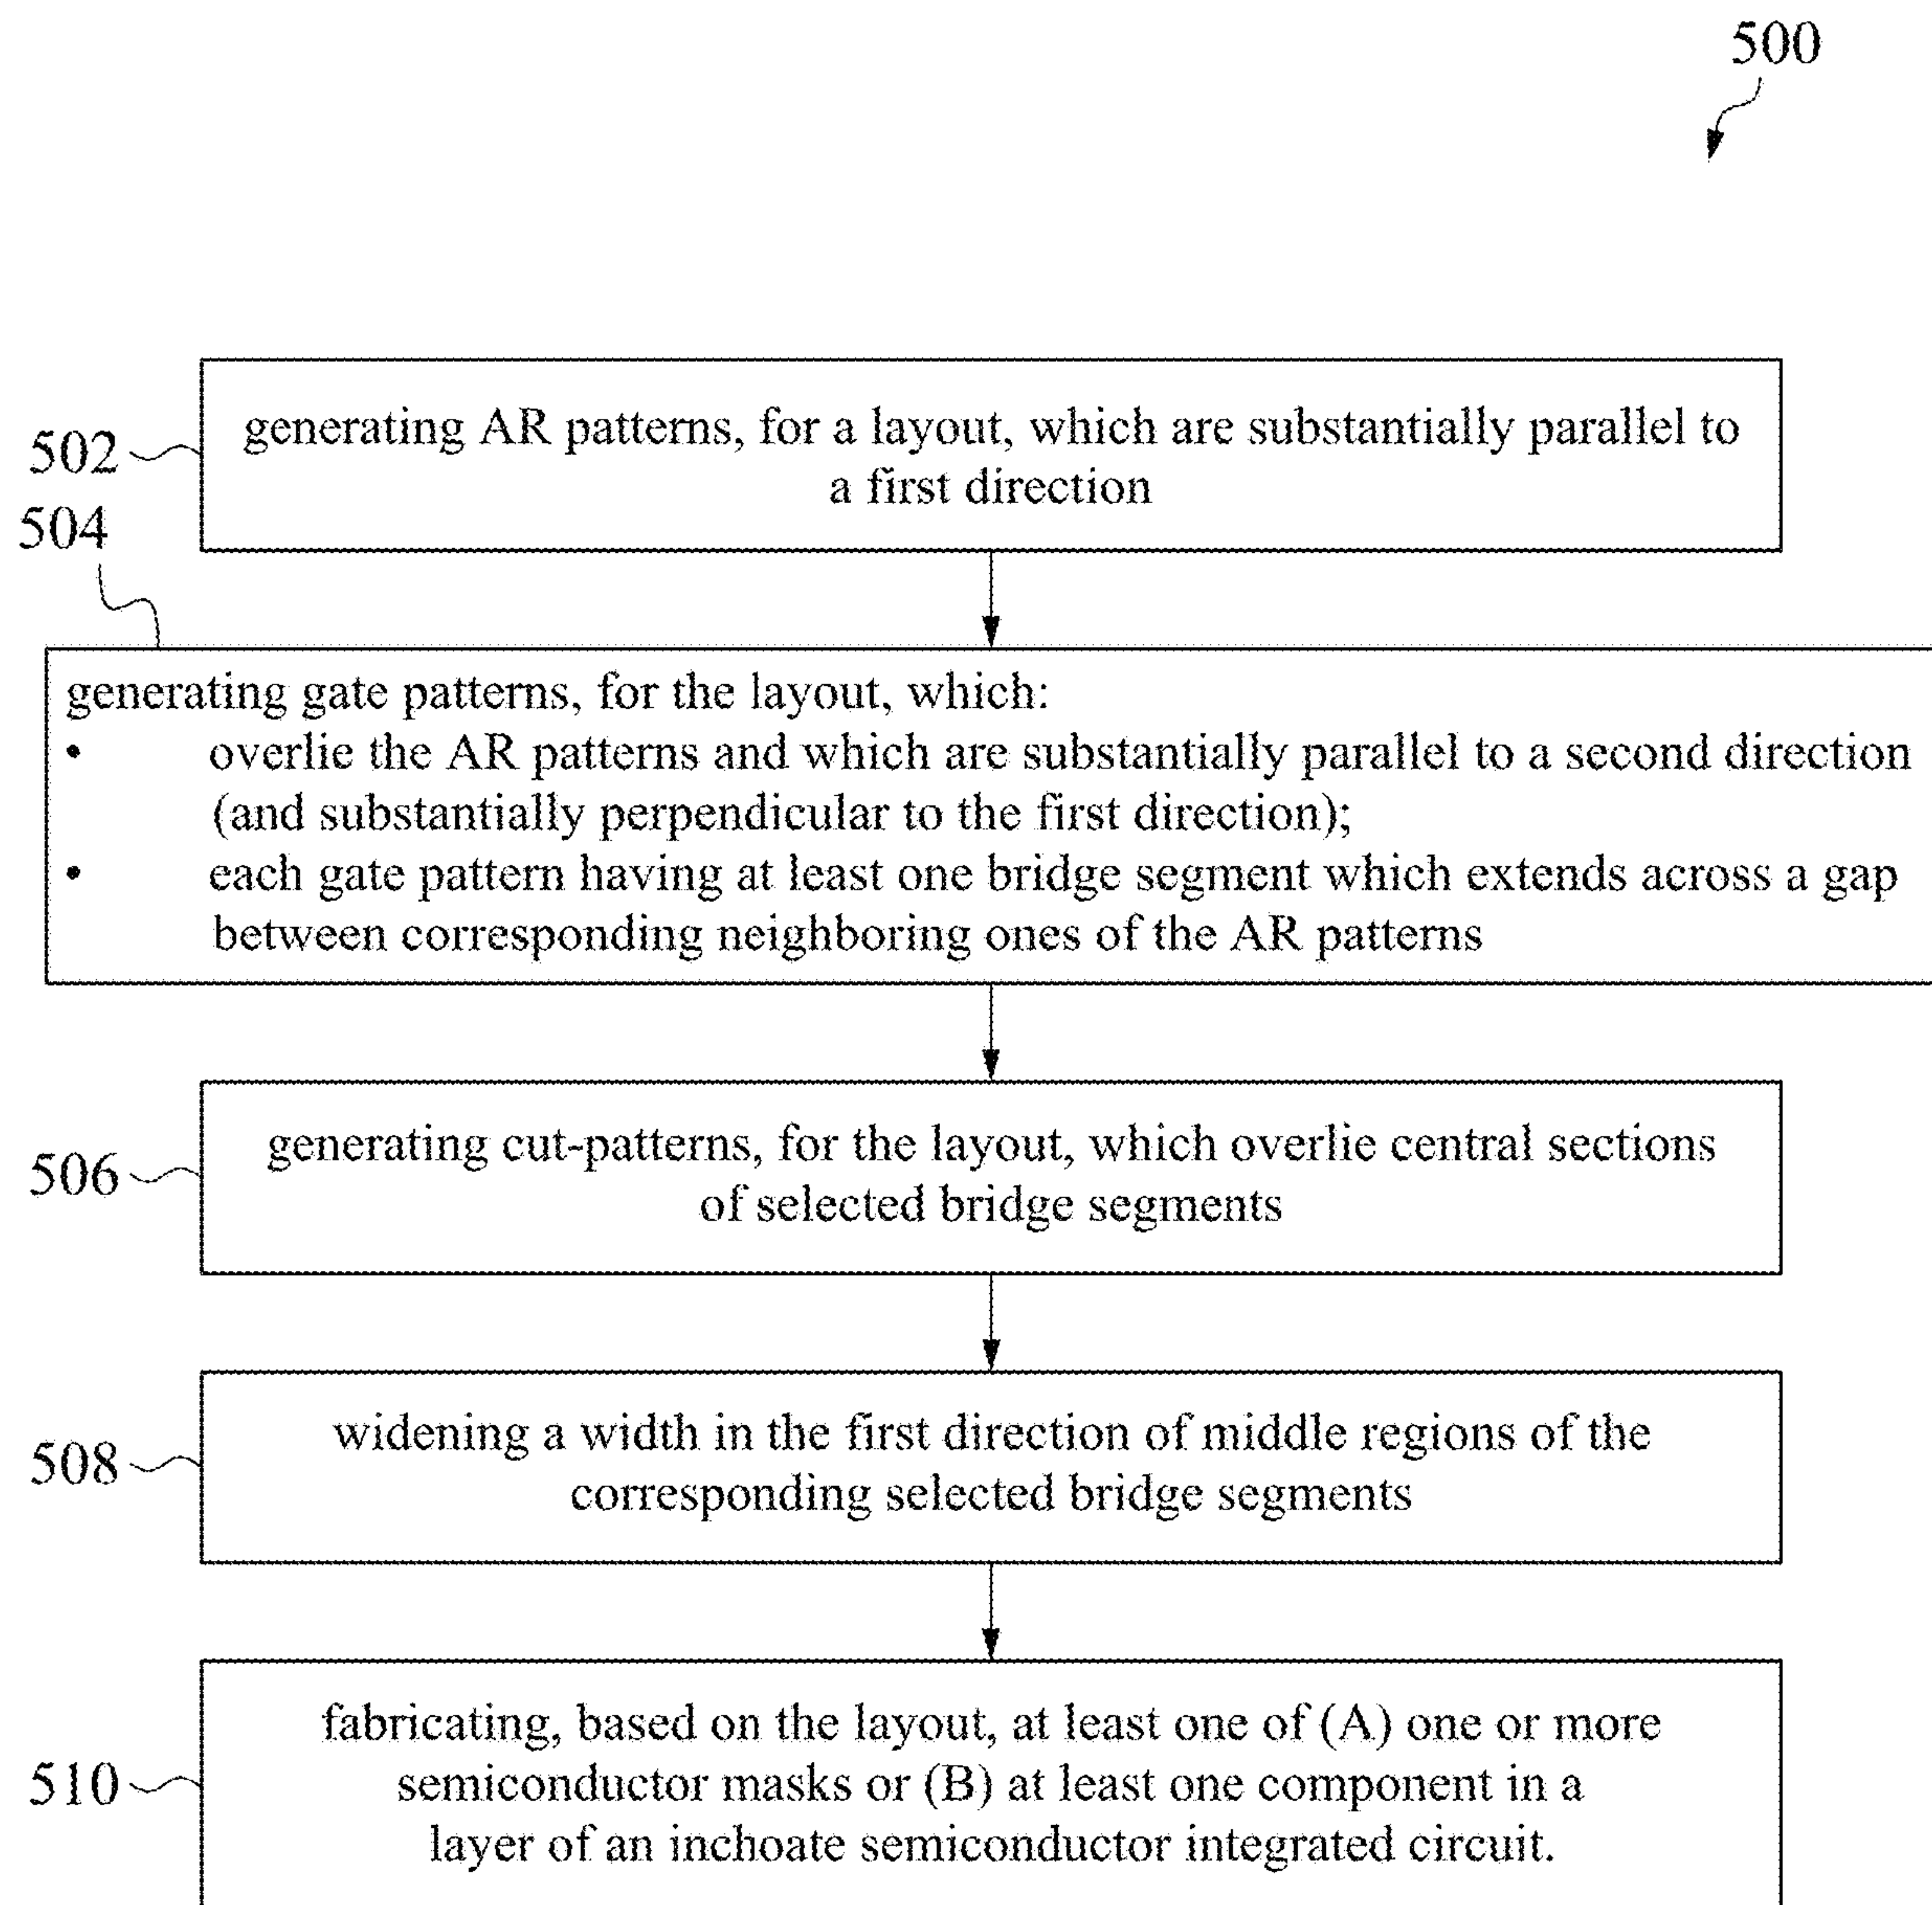 500
502
generating AR patterns, for a layout, which are substantially parallel to
a first direction
504
generating gate patterns, for the layout, which:
• overlie the AR patterns and which are substantially parallel to a second direction
(and substantially perpendicular to the first direction);
• each gate pattern having at least one bridge segment which extends across a gap
between corresponding neighboring ones of the AR patterns
506
generating cut-patterns, for the layout, which overlie central sections
of selected bridge segments
508
widening a width in the first direction of middle regions of the
corresponding selected bridge segments
510
fabricating, based on the layout, at least one of (A) one or more
semiconductor masks or (B) at least one component in a
layer of an inchoate semiconductor integrated circuit.